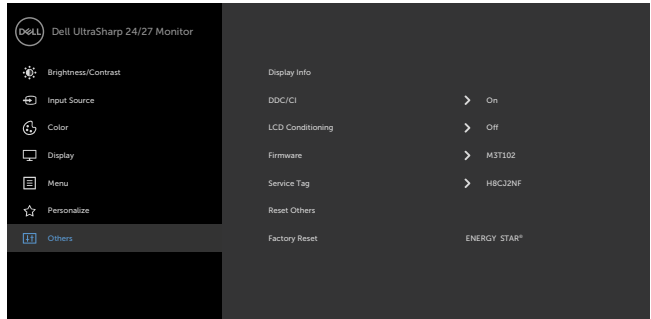 DELL Dell UltraSharp 24/27 Monitor
Brightness/Contrast Display Info
Input Source DDC/CI On
Color LCD Conditioning Off
Display Firmware M3T102
Menu Service Tag H8CJ2NF
Personalize Reset Others
Others Factory Reset ENERGY STAR®